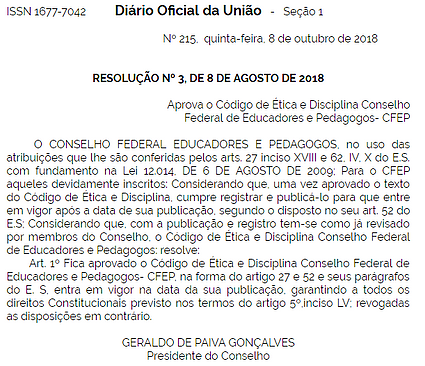 ISSN 1677-7042 Diário Oficial da União - Seção 1
Nº 215, quinta-feira, 8 de outubro de 2018
RESOLUÇÃO Nº 3, DE 8 DE AGOSTO DE 2018
Aprova o Código de Ética e Disciplina Conselho
Federal de Educadores e Pedagogos- CFEP
O CONSELHO FEDERAL EDUCADORES E PEDAGOGOS, no uso das
atribuições que lhe são conferidas pelos arts. 27 inciso XVIII e 62, IV, X do E.S.
com fundamento na Lei 12.014, DE 6 DE AGOSTO DE 2009: Para o CFEP
aqueles devidamente inscritos: Considerando que, uma vez aprovado o texto
do Código de Ética e Disciplina, cumpre registrar e publicá-lo para que entre
em vigor após a data de sua publicação, segundo o disposto no seu art. 52 do
E.S: Considerando que, com a publicação e registro tem-se como já revisado
por membros do Conselho, o Código de Ética e Disciplina Conselho Federal
de Educadores e Pedagogos: resolve:
Art. 1º Fica aprovado o Código de Ética e Disciplina Conselho Federal de
Educadores e Pedagogos- CFEP, na forma do artigo 27 e 52 e seus parágrafos
do E. S, entra em vigor na data da sua publicação, garantindo a todos os
direitos Constitucionais previsto nos termos do artigo 5º,inciso LV; revogadas
as disposições em contrário.
GERALDO DE PAIVA GONÇALVES
Presidente do Conselho